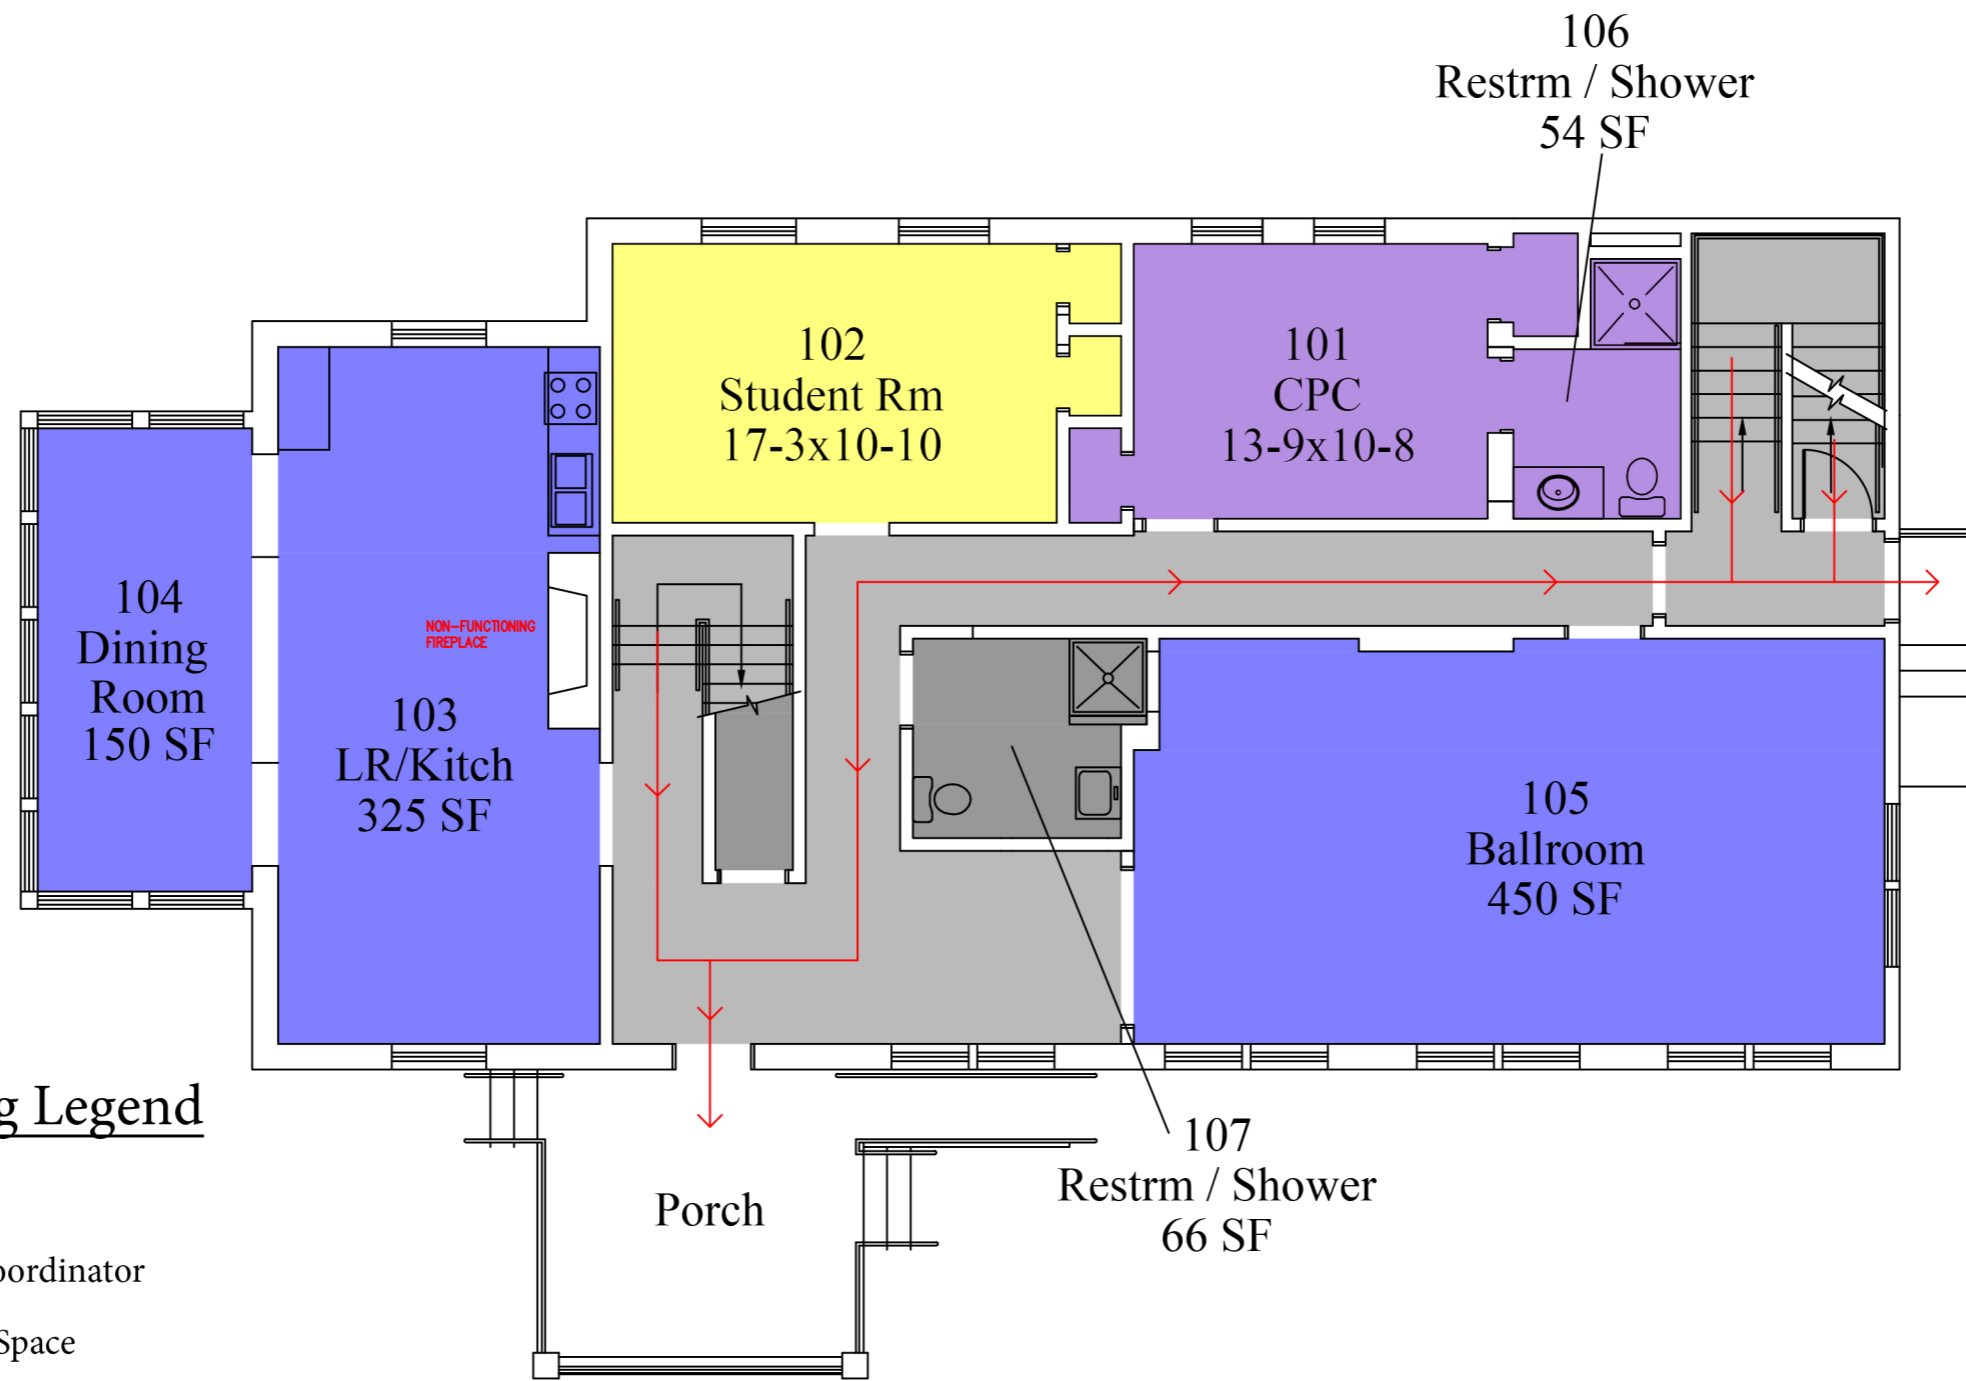 106
Restrm / Shower
54 SF
102
Student Rm
17-3x10-10
101
CPC
13-9x10-8
104
Dining
Room
150 SF
NON-FUNCTIONING
FIREPLACE
103
LR/Kitch
325 SF
105
Ballroom
450 SF
g Legend
107
Restrm / Shower
66 SF
Porch
oordinator
Space